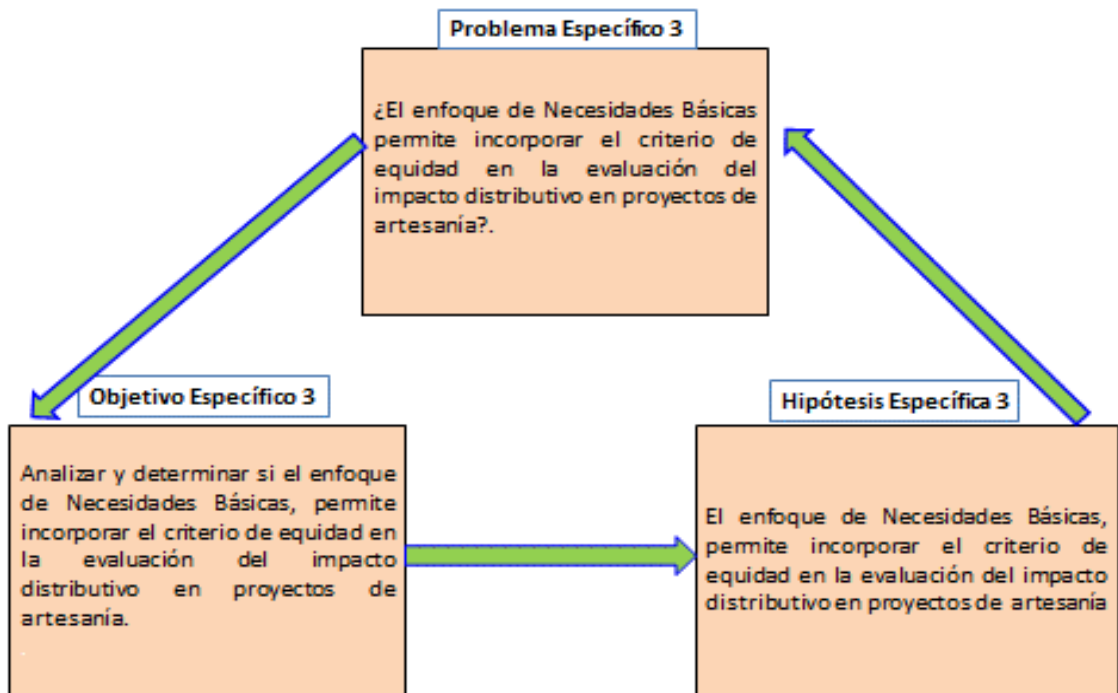 Problema Específico 3
¿El enfoque de Necesidades Básicas
permite incorporar el criterio de
equidad en la evaluación del
impacto distributivo en proyectos de
artesanía?.
Objetivo Específico 3
Analizar y determinar si el enfoque
de Necesidades Básicas, permite
incorporar el criterio de equidad en
la evaluación del impacto
distributivo en proyectos de
artesanía.
.
Hipótesis Específica 3
El enfoque de Necesidades Básicas,
permite incorporar el criterio de
equidad en la evaluación del impacto
distributivo en proyectos de artesanía